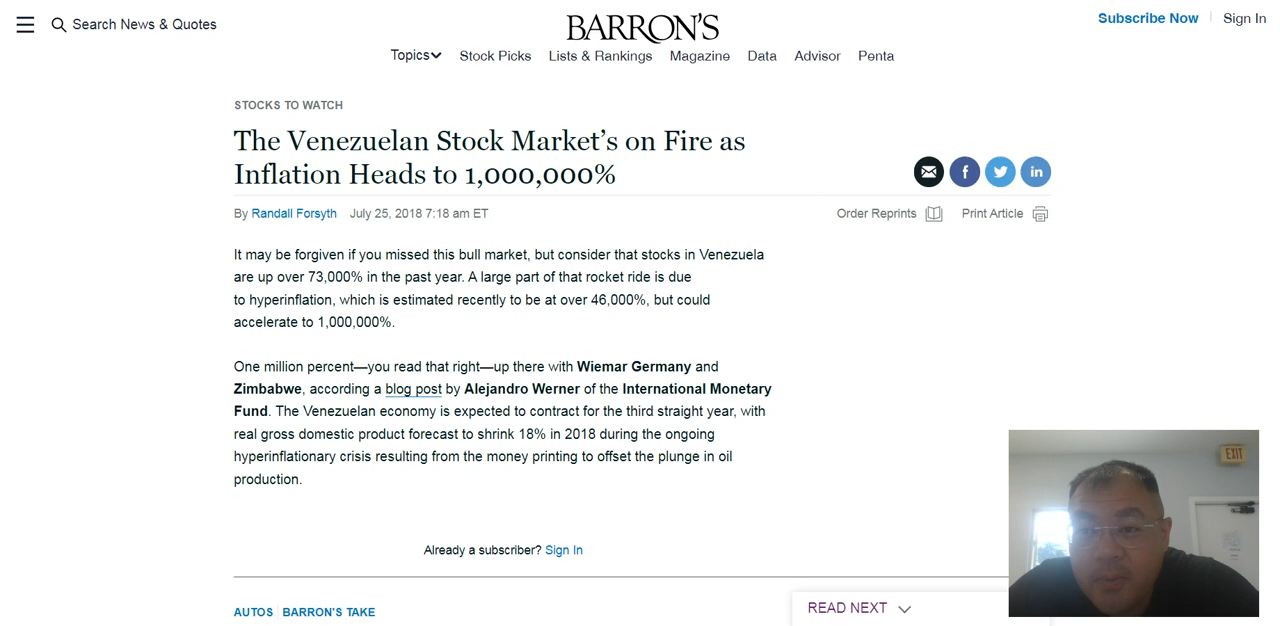 Search News & Quotes
BARRON'S
Subscribe Now
Sign In
Topics
Stock Picks
Lists & Rankings
Magazine
Data
Advisor
Penta
STOCKS TO WATCH
The Venezuelan Stock Market's on Fire as
Inflation Heads to 1,000,000%
By Randall Forsyth July 25, 2018 7:18 am ET
Order Reprints
Print Article
It may be forgiven if you missed this bull market, but consider that stocks in Venezuela
are up over 73,000% in the past year. A large part of that rocket ride is due
to hyperinflation, which is estimated recently to be at over 46,000%, but could
accelerate to 1,000,000%.
One million percent—you read that right—up there with Wiemar Germany and
Zimbabwe, according a blog post by Alejandro Werner of the International Monetary
Fund. The Venezuelan economy is expected to contract for the third straight year, with
real gross domestic product forecast to shrink 18% in 2018 during the ongoing
hyperinflationary crisis resulting from the money printing to offset the plunge in oil
production.
Already a subscriber? Sign In
AUTOS
BARRON'S TAKE
READ NEXT
EXIT